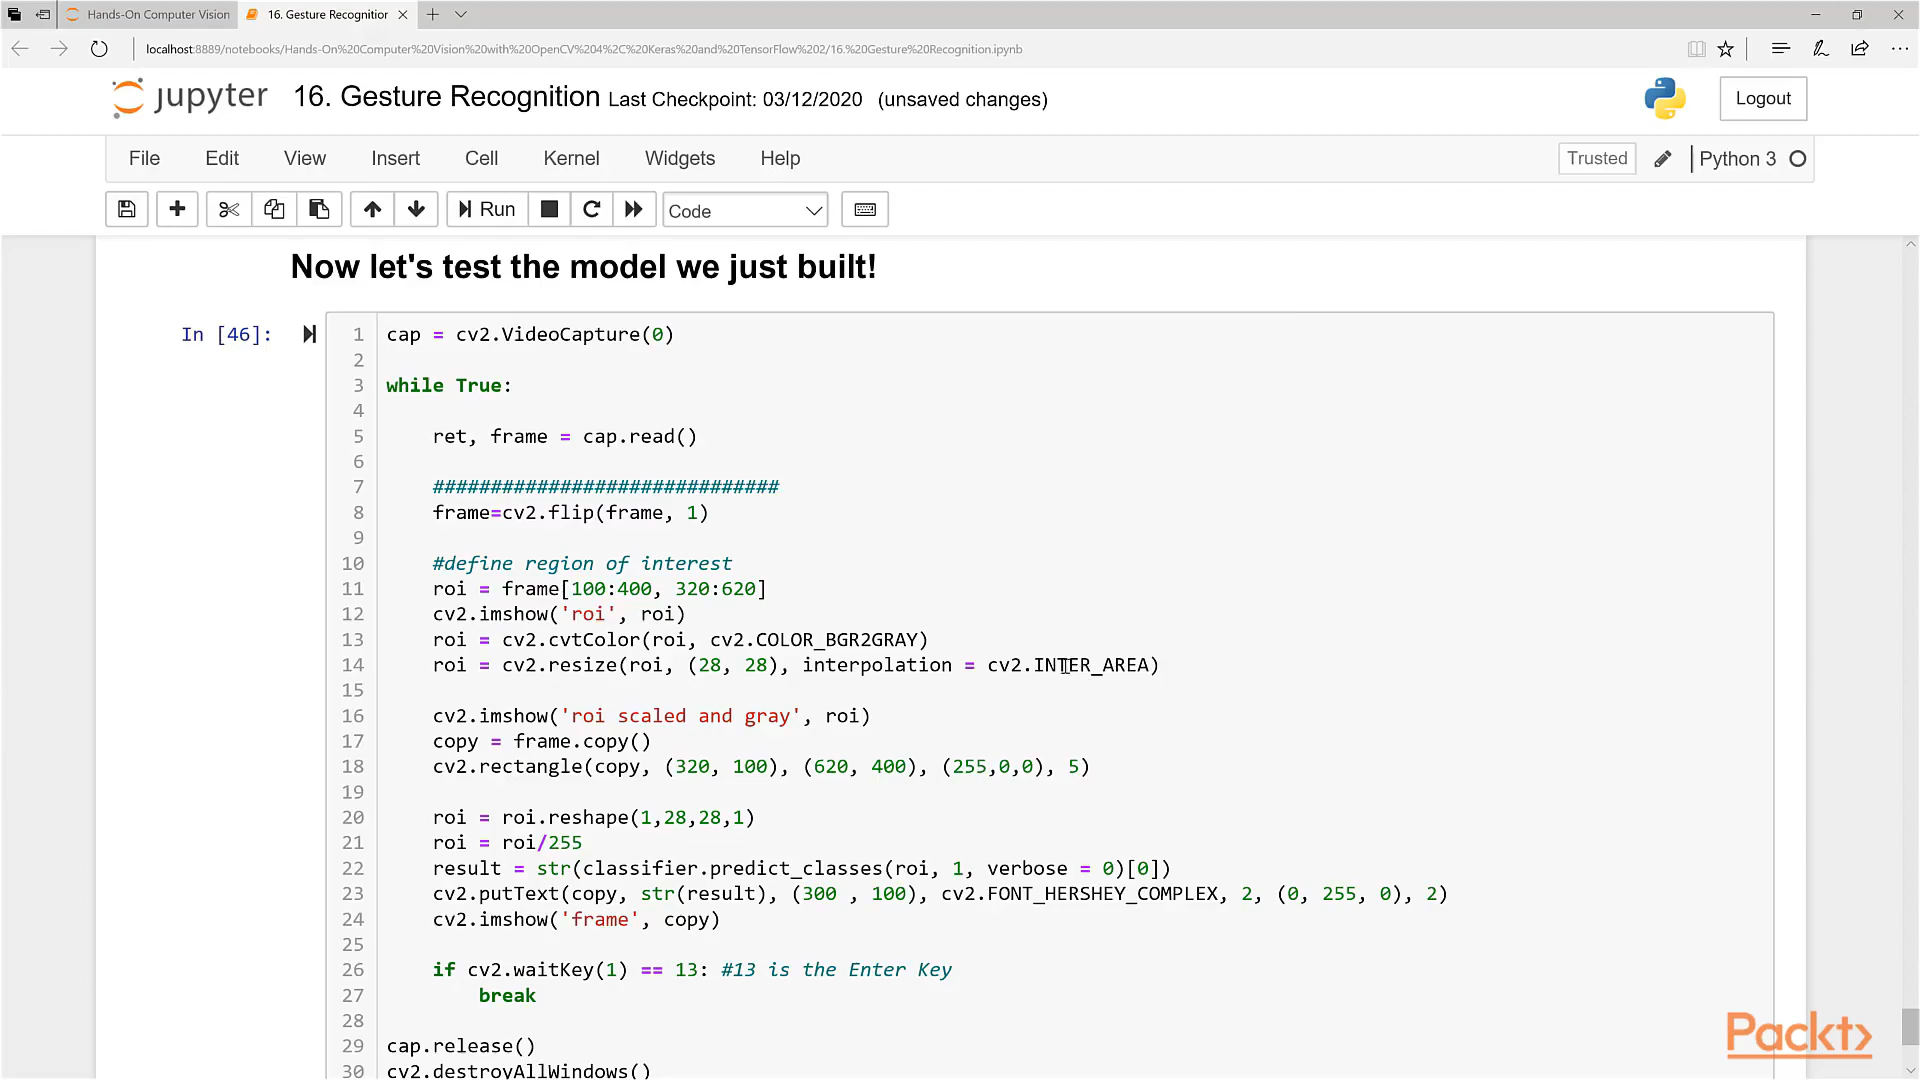 Hands-On Computer Vision
16. Gesture Recognitior
localhost:8889/notebooks/Hands-On%20Computer%20Vision%20with%20OpenCV%204%2C%20Keras%20and%20TensorFlow%202/16.%20Gesture%20Recognition.ipynb
jupyter 16. Gesture Recognition Last Checkpoint: 03/12/2020 (unsaved changes)
Logout
File Edit View Insert Cell Kernel Widgets Help
Trusted Python 3
Run Code
Now let's test the model we just built!
In [46]:
1 cap = cv2.VideoCapture(0)
2
3 while True:
4
5 ret, frame = cap.read()
6
7 ##############################
8 frame=cv2.flip(frame, 1)
9
10 #define region of interest
11 roi = frame[100:400, 320:620]
12 cv2.imshow('roi', roi)
13 roi = cv2.cvtColor(roi, cv2.COLOR_BGR2GRAY)
14 roi = cv2.resize(roi, (28, 28), interpolation = cv2.INTER_AREA)
15
16 cv2.imshow('roi scaled and gray', roi)
17 copy = frame.copy()
18 cv2.rectangle(copy, (320, 100), (620, 400), (255,0,0), 5)
19
20 roi = roi.reshape(1,28,28,1)
21 roi = roi/255
22 result = str(classifier.predict_classes(roi, 1, verbose = 0)[0])
23 cv2.putText(copy, str(result), (300 , 100), cv2.FONT_HERSHEY_COMPLEX, 2, (0, 255, 0), 2)
24 cv2.imshow('frame', copy)
25
26 if cv2.waitKey(1) == 13: #13 is the Enter Key
27 break
28
29 cap.release()
30 cv2.destroyAllWindows()
Packt>